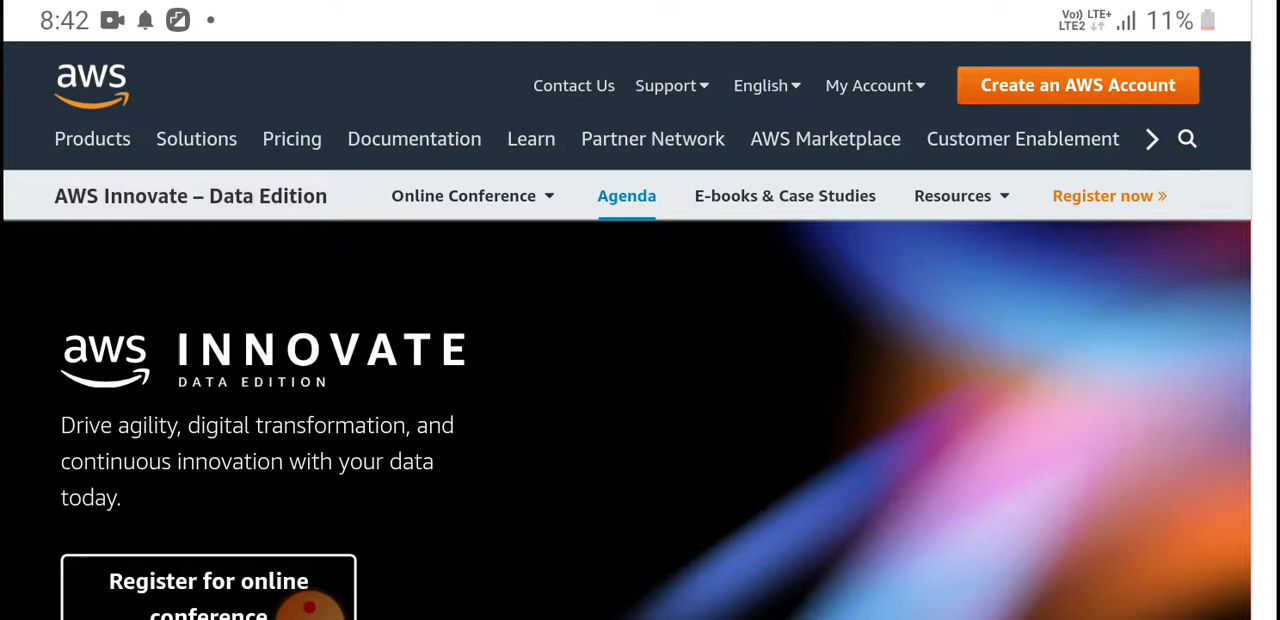 8:42 Vo)) LTE+ LTE2 11%
aws
Contact Us Support English My Account Create an AWS Account
Products Solutions Pricing Documentation Learn Partner Network AWS Marketplace Customer Enablement
AWS Innovate – Data Edition Online Conference Agenda E-books & Case Studies Resources Register now »
aws INNOVATE
DATA EDITION
Drive agility, digital transformation, and
continuous innovation with your data
today.
Register for online
conference